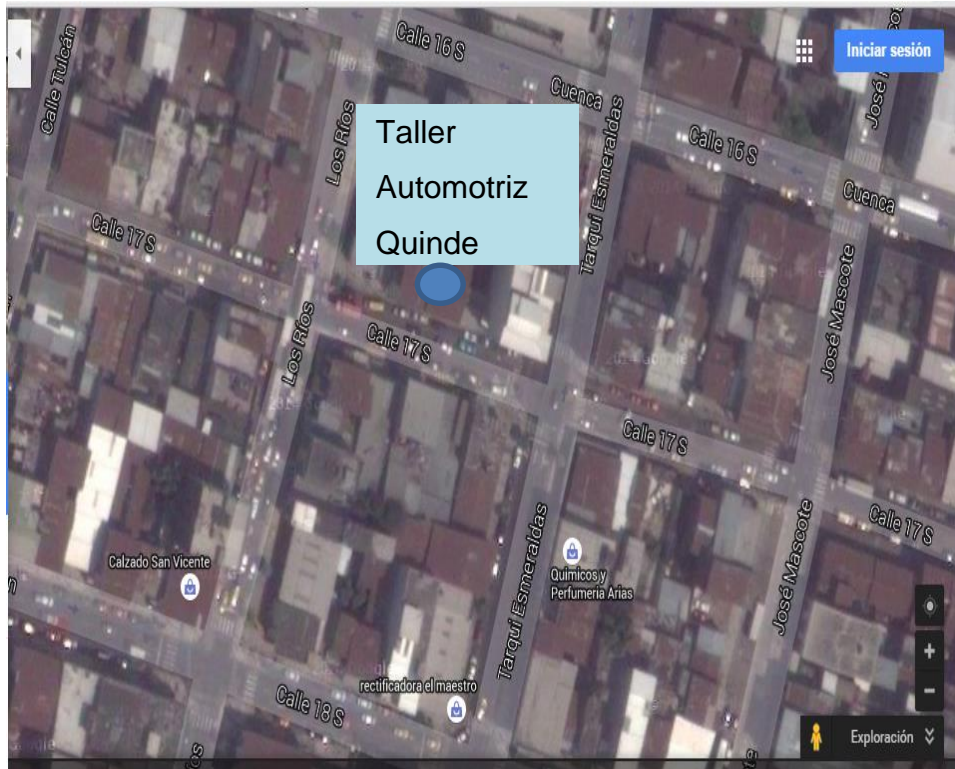 Calle 16 S
Iniciar sesión
Calle Tulcán
José
Cuenca
Taller
Automotriz
Quinde
Los Ríos
Calle 16 S
Tarqui Esmeraldas
Cuenca
Calle 17 S
José Mascote
Los Ríos
Calle 17 S
Calle 17 S
Calle 17 S
José Mascote
Tarqui Esmeraldas
Calzado San Vicente
Quimicos y
Perfumeria Arias
rectificadora el maestro
Calle 18 S
+
−
Exploración